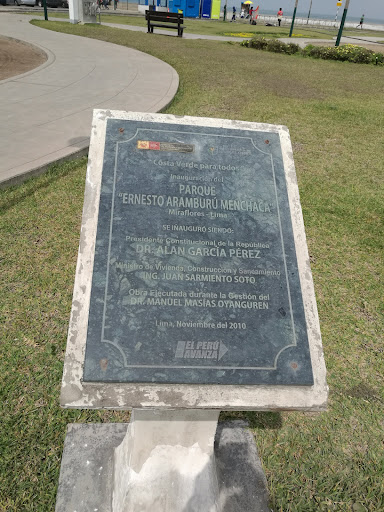 Costa Verde para todos
Inauguración del
PARQUE
"ERNESTO ARAMBURÚ MENCHACA"
Miraflores - Lima
SE INAUGURÓ SIENDO:
Presidente Constitucional de la República
DR. ALAN GARCÍA PÉREZ
Ministro de Vivienda, Construcción y Saneamiento
ING. JUAN SARMIENTO SOTO
Obra Ejecutada durante la Gestión del
DR. MANUEL MASÍAS OYANGUREN
Lima, Noviembre del 2010
EL PERÚ
AVANZA